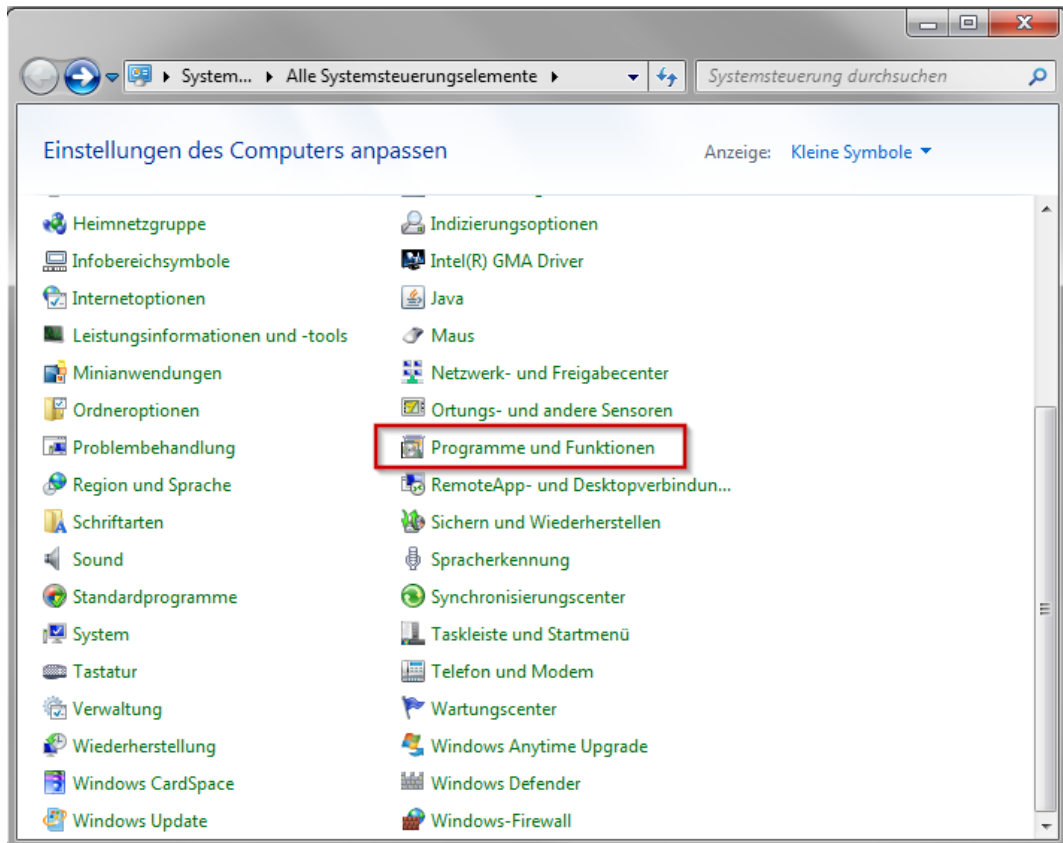 System... Alle Systemsteuerungselemente
Systemsteuerung durchsuchen
Einstellungen des Computers anpassen
Anzeige: Kleine Symbole
Heimnetzgruppe
Indizierungsoptionen
Infobereichsymbole
Intel(R) GMA Driver
Internetoptionen
Java
Leistungsinformationen und -tools
Maus
Minianwendungen
Netzwerk- und Freigabecenter
Ordneroptionen
Ortungs- und andere Sensoren
Problembehandlung
Programme und Funktionen
Region und Sprache
RemoteApp- und Desktopverbindun...
Schriftarten
Sichern und Wiederherstellen
Sound
Spracherkennung
Standardprogramme
Synchronisierungscenter
System
Taskleiste und Startmenü
Tastatur
Telefon und Modem
Verwaltung
Wartungscenter
Wiederherstellung
Windows Anytime Upgrade
Windows CardSpace
Windows Defender
Windows Update
Windows-Firewall